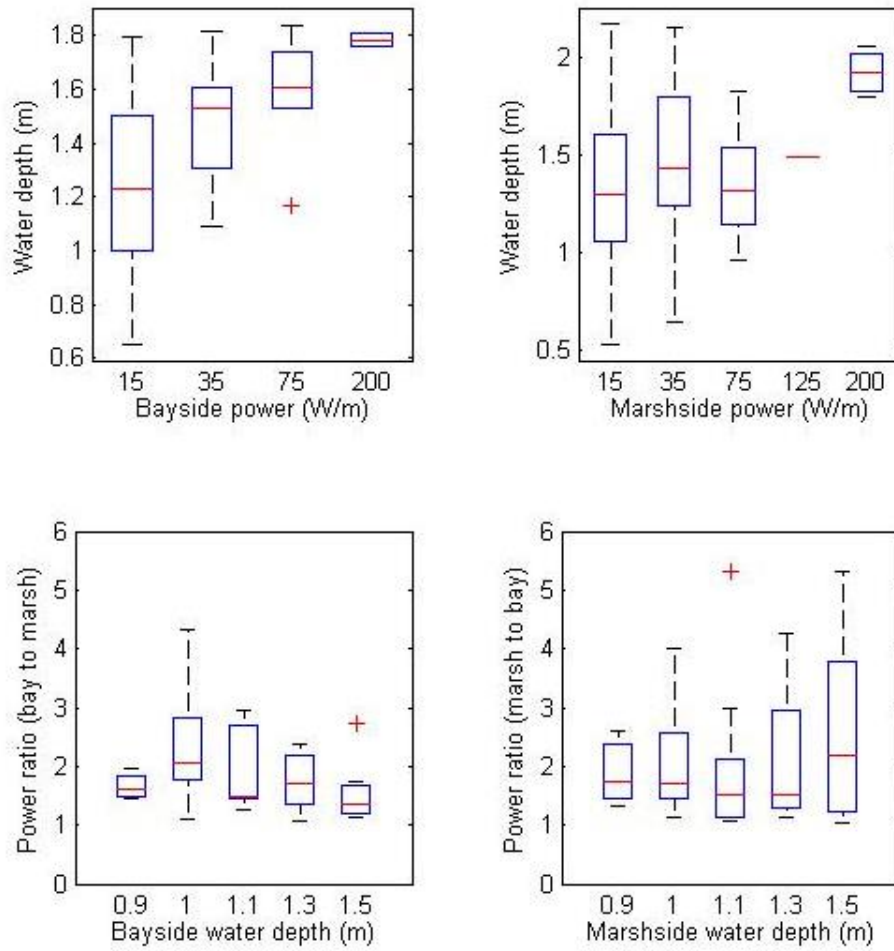 Water depth (m)
1.8
1.6
1.4
1.2
1
0.8
0.6
15 35 75 200
Bayside power (W/m)
Water depth (m)
2
1.5
1
0.5
15 35 75 125 200
Marshside power (W/m)
Power ratio (bay to marsh)
6
5
4
3
2
1
0
0.9 1 1.1 1.3 1.5
Bayside water depth (m)
Power ratio (marsh to bay)
6
5
4
3
2
1
0
0.9 1 1.1 1.3 1.5
Marshside water depth (m)